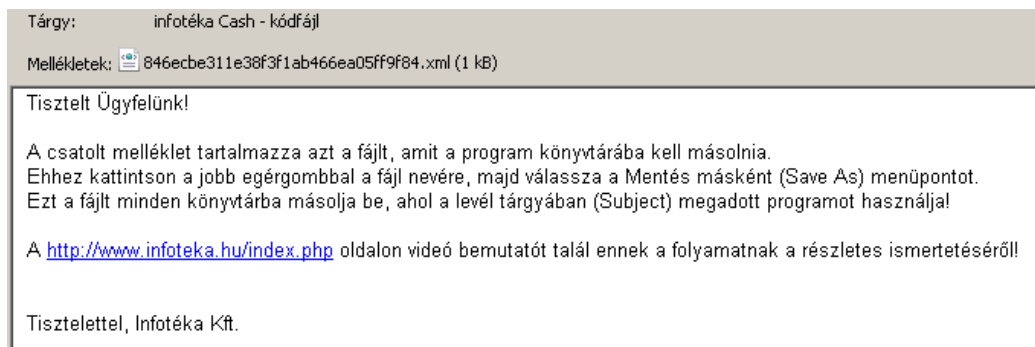 Tárgy: infotéka Cash - kódfájl
Mellékletek: 846ecbe311e38f3f1ab466ea05ff9f84.xml (1 kB)
Tisztelt Ügyfelünk!
A csatolt melléklet tartalmazza azt a fájlt, amit a program könyvtárába kell másolnia.
Ehhez kattintson a jobb egérgombbal a fájl nevére, majd válassza a Mentés másként (Save As) menüpontot.
Ezt a fájlt minden könyvtárba másolja be, ahol a levél tárgyában (Subject) megadott programot használja!
A http://www.infoteka.hu/index.php oldalon videó bemutatót talál ennek a folyamatnak a részletes ismertetéséről!
Tisztelettel, Infotéka Kft.